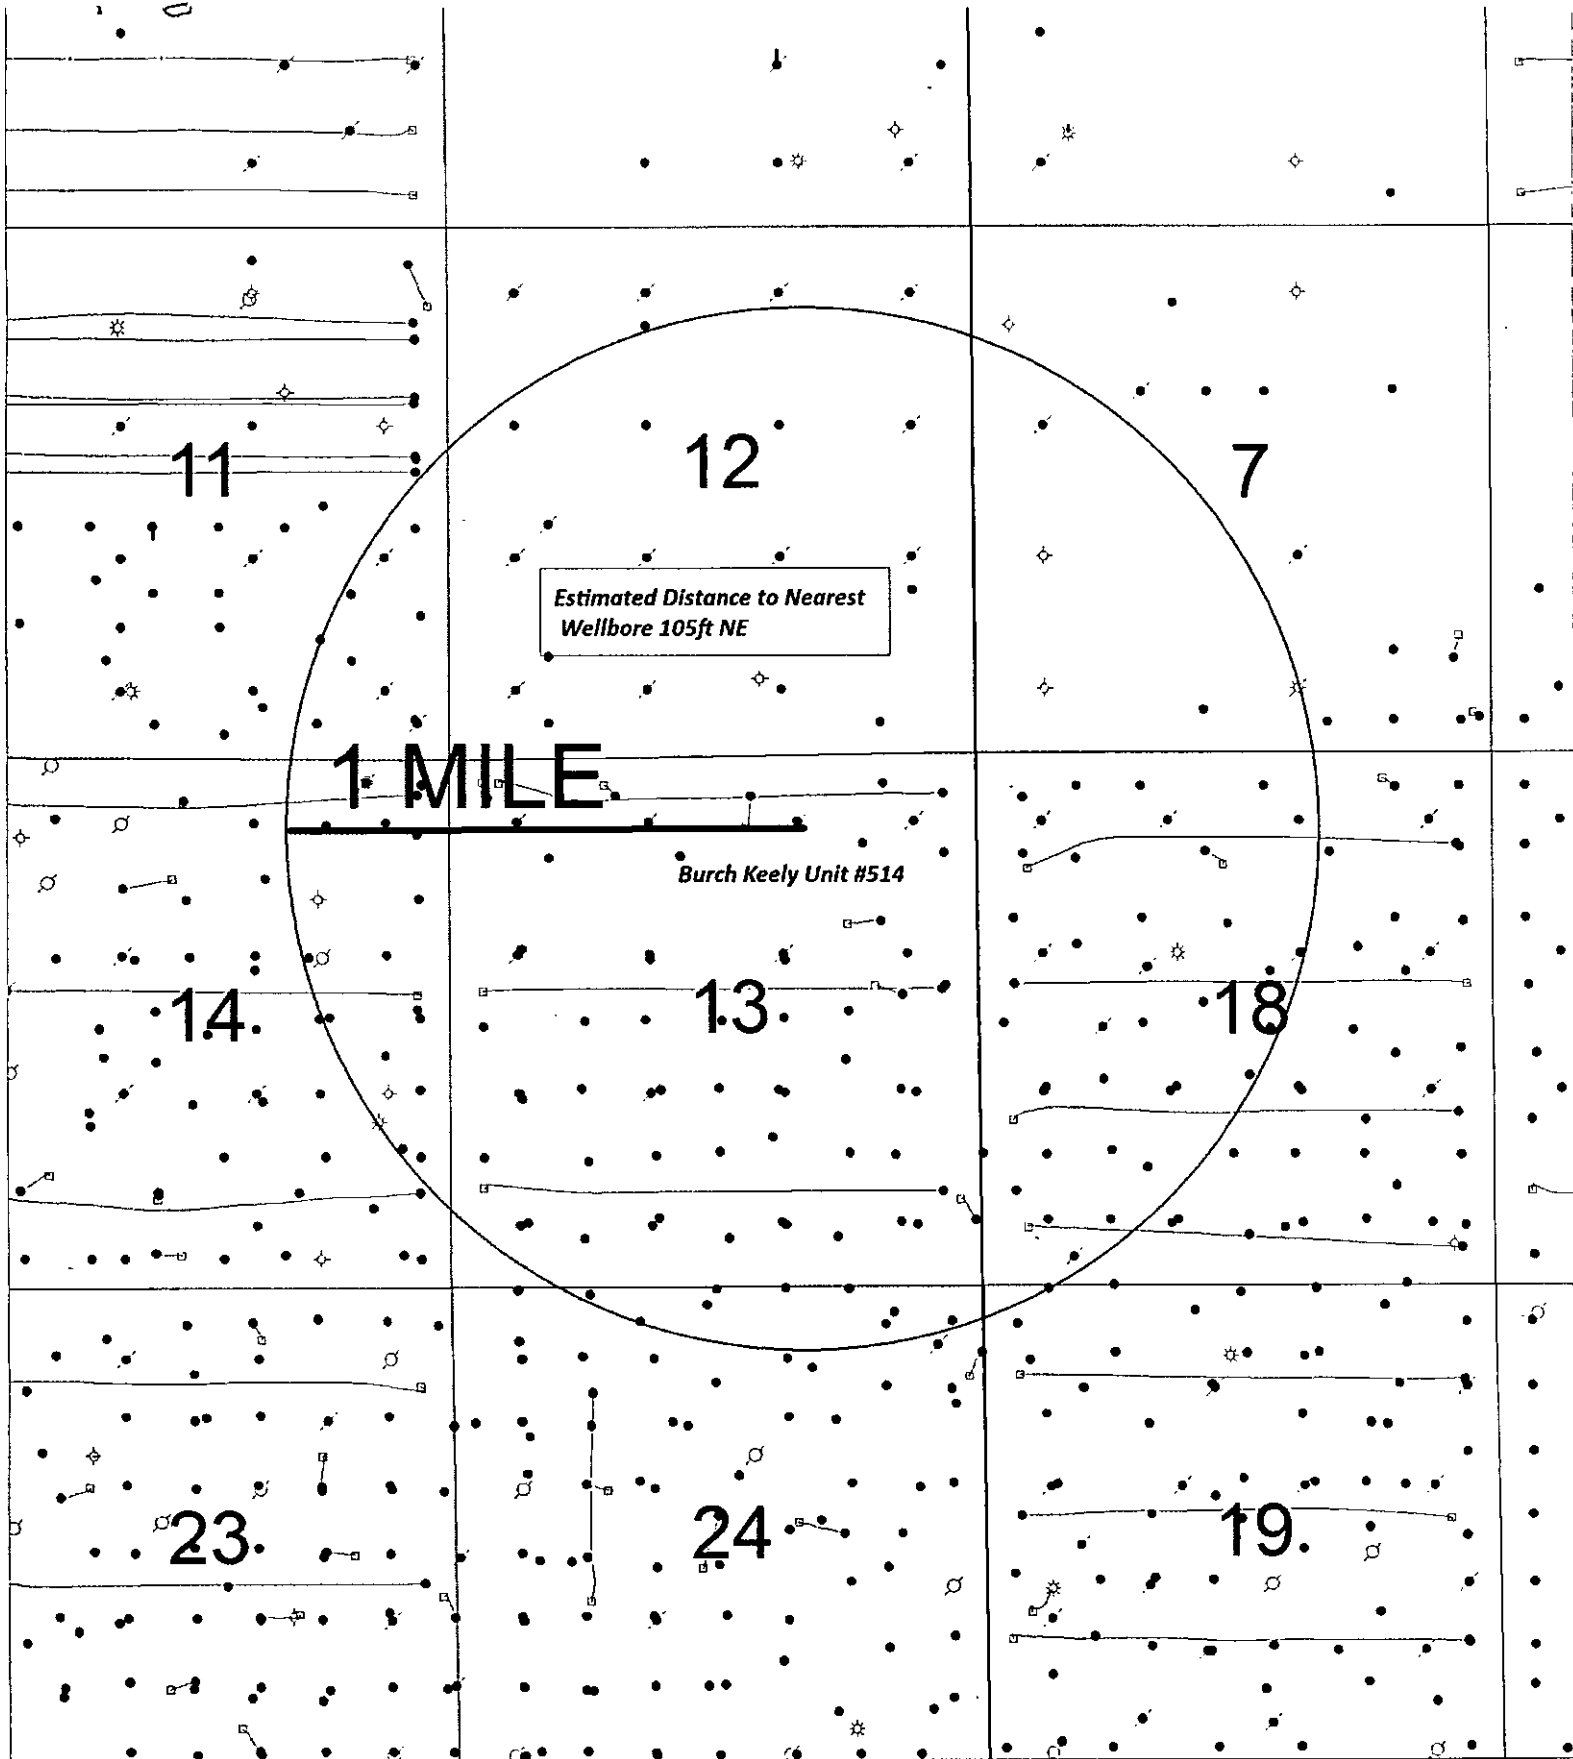 11
12
7
Estimated Distance to Nearest
Wellbore 105ft NE
1 MILE
Burch Keely Unit #514
14
13
18
23
24
19